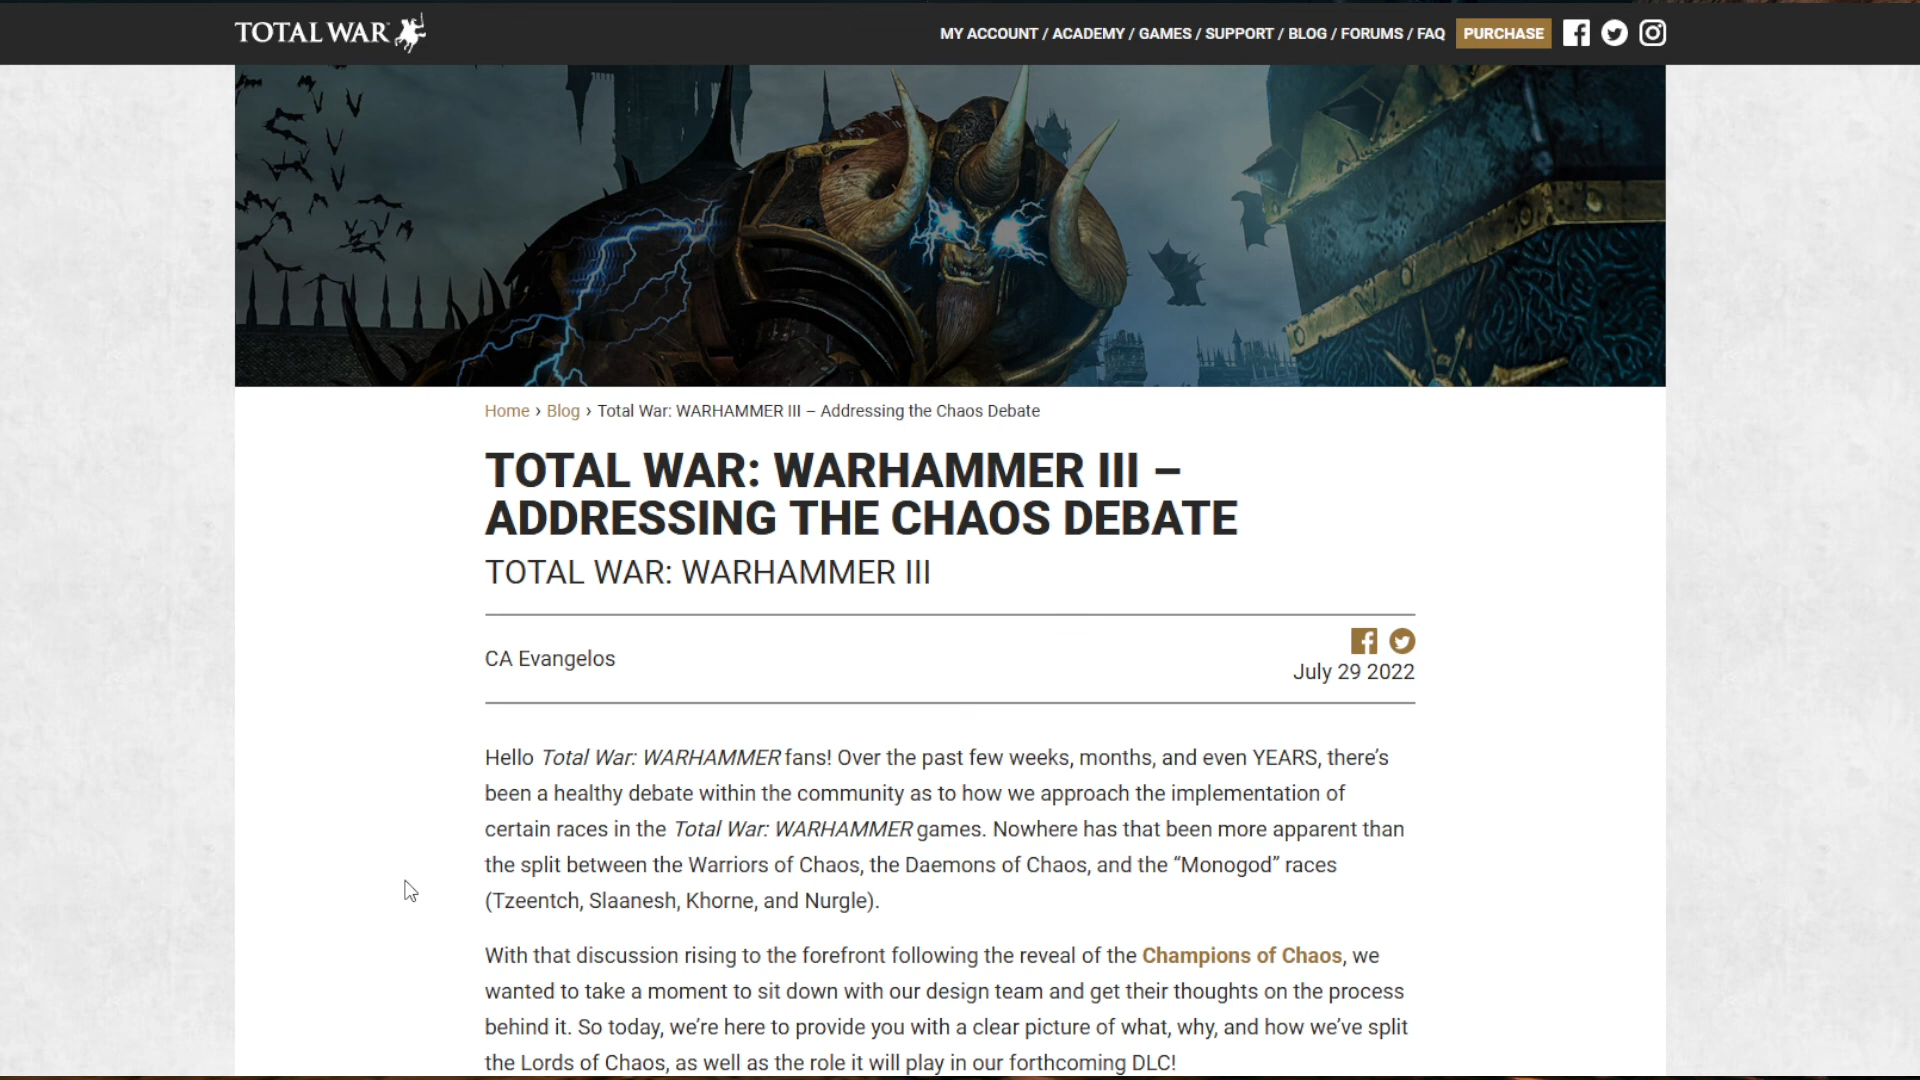 TOTAL WAR
MY ACCOUNT / ACADEMY / GAMES / SUPPORT / BLOG / FORUMS / FAQ PURCHASE
Home › Blog › Total War: WARHAMMER III – Addressing the Chaos Debate
TOTAL WAR: WARHAMMER III –
ADDRESSING THE CHAOS DEBATE
TOTAL WAR: WARHAMMER III
CA Evangelos
July 29 2022
Hello Total War: WARHAMMER fans! Over the past few weeks, months, and even YEARS, there’s
been a healthy debate within the community as to how we approach the implementation of
certain races in the Total War: WARHAMMER games. Nowhere has that been more apparent than
the split between the Warriors of Chaos, the Daemons of Chaos, and the “Monogod” races
(Tzeentch, Slaanesh, Khorne, and Nurgle).
With that discussion rising to the forefront following the reveal of the Champions of Chaos, we
wanted to take a moment to sit down with our design team and get their thoughts on the process
behind it. So today, we’re here to provide you with a clear picture of what, why, and how we’ve split
the Lords of Chaos, as well as the role it will play in our forthcoming DLC!